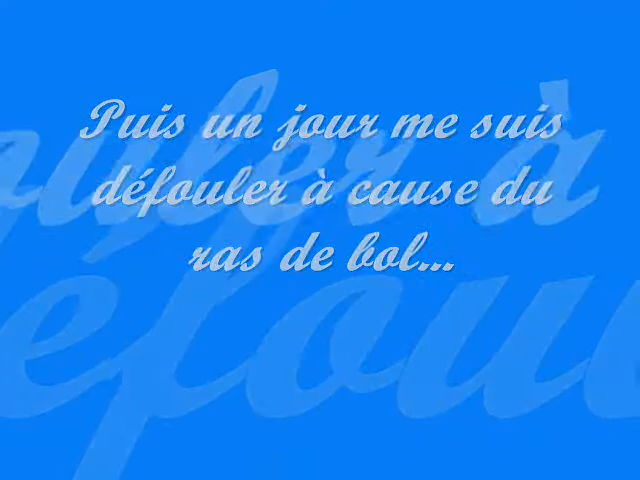 Puis un jour me suis
défouler à cause du
ras de bol...